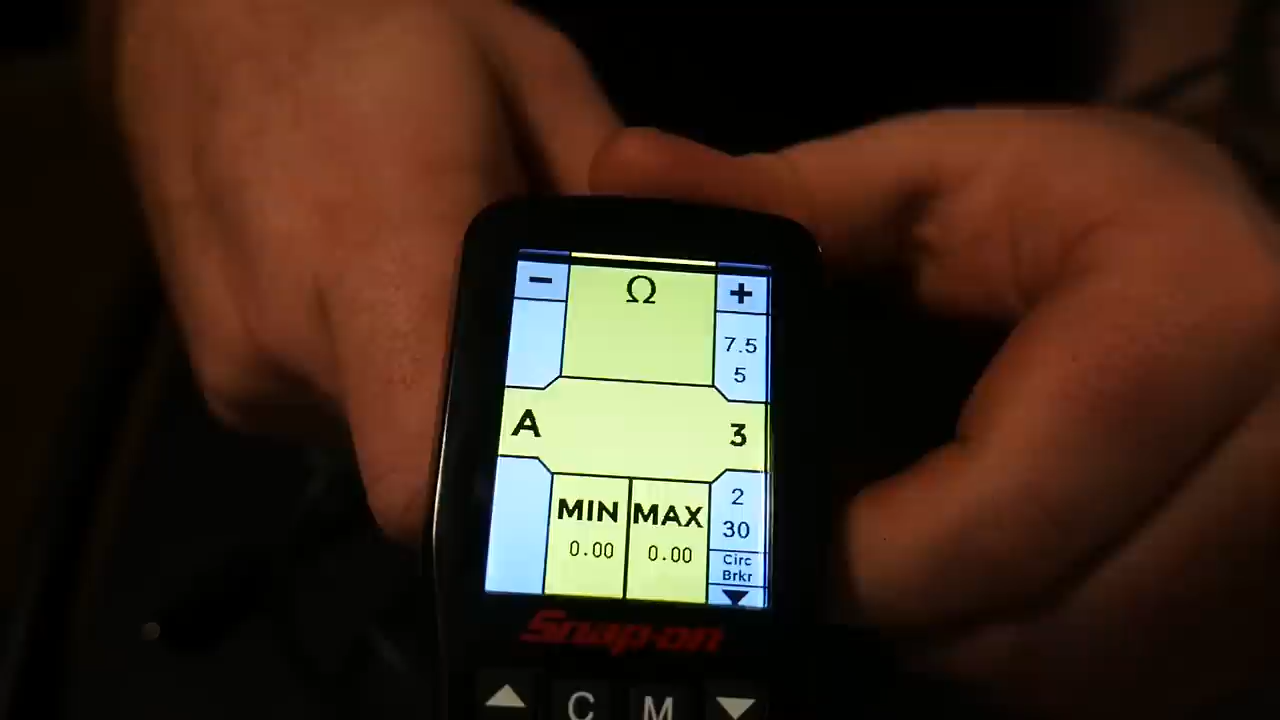 − Ω +
7.5
5
A 3
2
MIN MAX 30
0.00 0.00 Circ
Brkr
Snap-on
C M